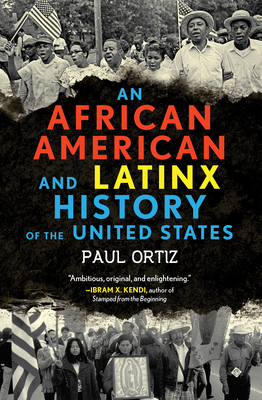 AN
AFRICAN
AMERICAN
AND LATINX
HISTORY
OF THE UNITED STATES
PAUL ORTIZ
“Ambitious, original, and enlightening.”
—IBRAM X. KENDI, author of
Stamped from the Beginning